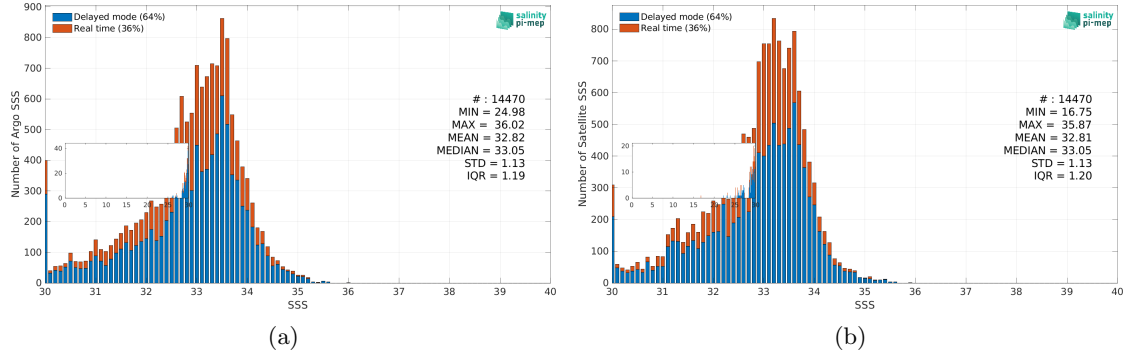 Delayed mode (64%)
Real time (36%)
salinity
pi-mep
# : 14470
MIN = 24.98
MAX = 36.02
MEAN = 32.82
MEDIAN = 33.05
STD = 1.13
IQR = 1.19
Number of Argo SSS
900
800
700
600
500
400
300
200
100
0
40
20
0
0 5 10 15 20 25 30
30 31 32 33 34 35 36 37 38 39 40
SSS
(a)
Delayed mode (64%)
Real time (36%)
salinity
pi-mep
# : 14470
MIN = 16.75
MAX = 35.87
MEAN = 32.81
MEDIAN = 33.05
STD = 1.13
IQR = 1.20
Number of Satellite SSS
800
700
600
500
400
300
200
100
0
20
10
0
0 5 10 15 20 25 30
30 31 32 33 34 35 36 37 38 39 40
SSS
(b)